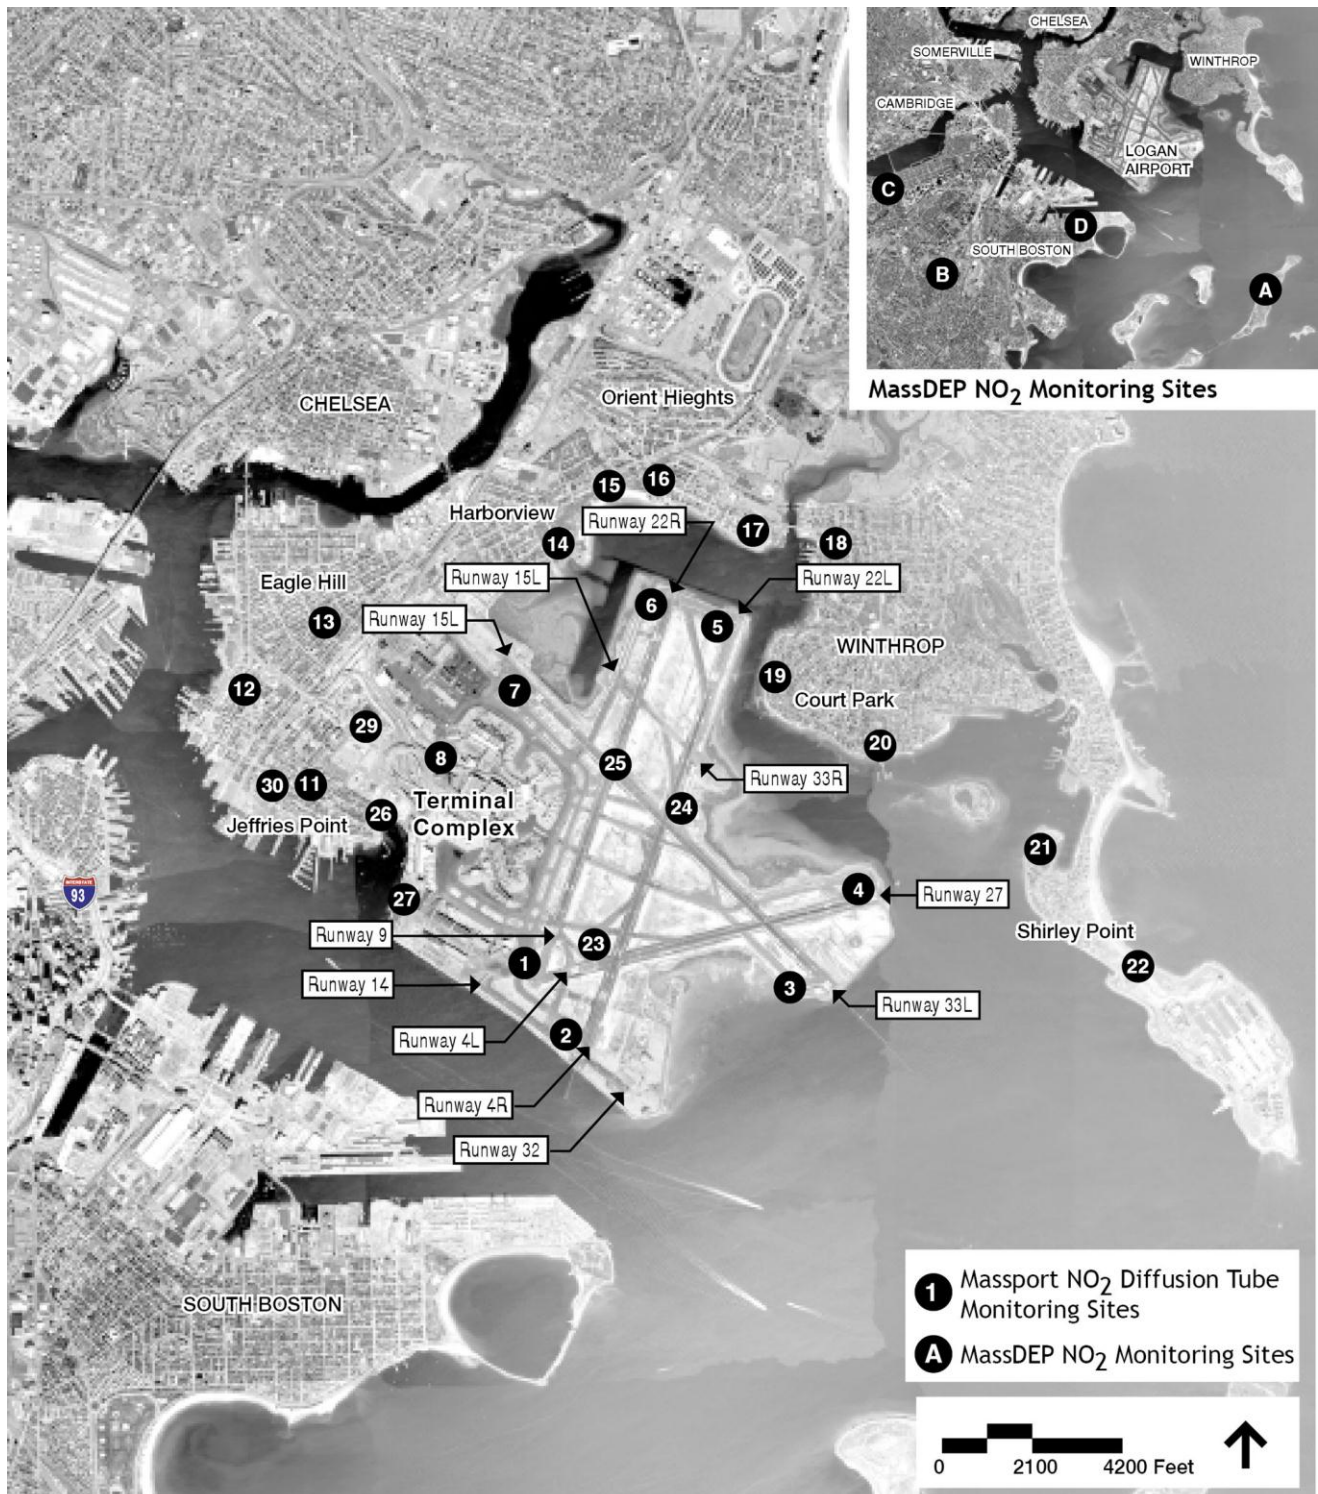 CHELSEA
SOMERVILLE
WINTHROP
CAMBRIDGE
LOGAN
AIRPORT
C
D
SOUTH BOSTON
B
A
MassDEP NO2 Monitoring Sites
CHELSEA
Orient Hieghts
15
16
Harborview
Runway 22R
17
14
18
Runway 15L
Runway 22L
Eagle Hill
6
13
Runway 15L
5
WINTHROP
19
12
7
Court Park
29
20
8
25
Runway 33R
30
11
24
Terminal
Complex
26
Jeffries Point
21
INTERSTATE
93
4
Runway 27
27
Runway 9
23
Shirley Point
1
22
Runway 14
3
Runway 33L
2
Runway 4L
Runway 4R
Runway 32
SOUTH BOSTON
1 Massport NO2 Diffusion Tube
Monitoring Sites
A MassDEP NO2 Monitoring Sites
0 2100 4200 Feet